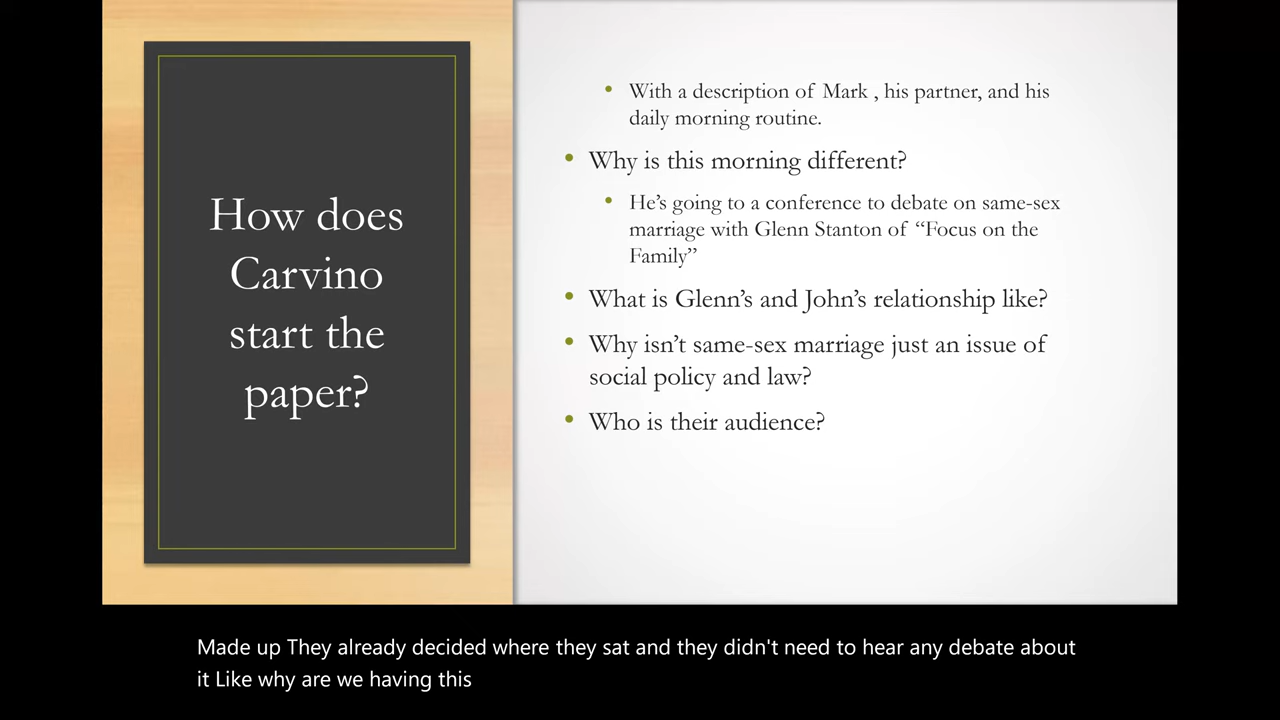 How does
Carvino
start the
paper?
• With a description of Mark , his partner, and his
daily morning routine.
• Why is this morning different?
• He’s going to a conference to debate on same-sex
marriage with Glenn Stanton of “Focus on the
Family”
• What is Glenn’s and John’s relationship like?
• Why isn’t same-sex marriage just an issue of
social policy and law?
• Who is their audience?
Made up They already decided where they sat and they didn't need to hear any debate about
it Like why are we having this